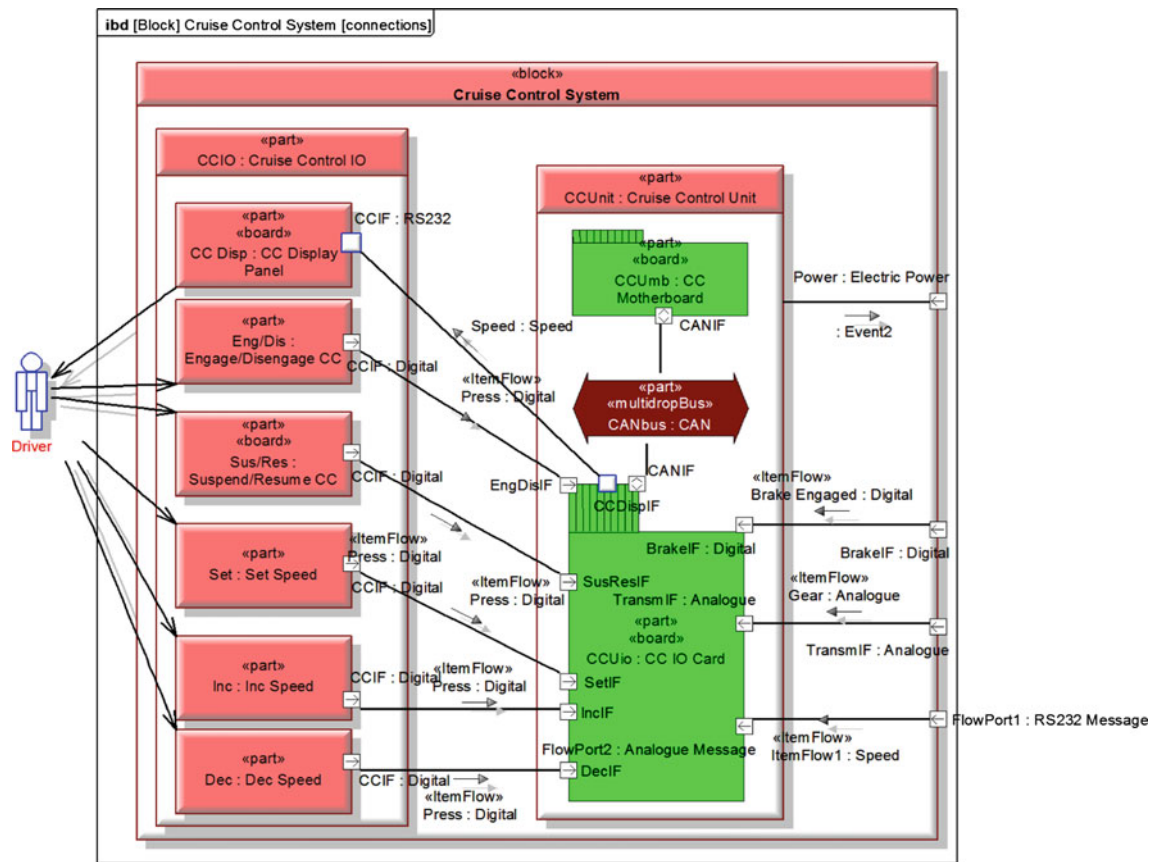 ibd [Block] Cruise Control System [connections]
«block»
Cruise Control System
«part»
CCIO : Cruise Control IO
«part»
«board»
CC Disp : CC Display
Panel
CCIF : RS232
«part»
Eng/Dis :
Engage/Disengage CC
CCIF : Digital
«part»
«board»
Sus/Res :
Suspend/Resume CC
CCIF : Digital
«part»
Set : Set Speed
CCIF : Digital
«part»
Inc : Inc Speed
CCIF : Digital
«part»
Dec : Dec Speed
CCIF : Digital
Driver
Speed : Speed
«ItemFlow»
Press : Digital
«ItemFlow»
Press : Digital
«ItemFlow»
Press : Digital
«ItemFlow»
Press : Digital
«ItemFlow»
Press : Digital
«part»
CCUnit : Cruise Control Unit
«part»
«board»
CCUmb : CC
Motherboard
CANIF
«part»
«multidropBus»
CANbus : CAN
CANIF
EngDisIF
CCDispIF
BrakeIF : Digital
SusResIF
TransmIF : Analogue
«part»
«board»
CCUio : CC IO Card
SetIF
IncIF
FlowPort2 : Analogue Message
DecIF
Power : Electric Power
: Event2
«ItemFlow»
Brake Engaged : Digital
BrakeIF : Digital
«ItemFlow»
Gear : Analogue
TransmIF : Analogue
FlowPort1 : RS232 Message
«ItemFlow»
ItemFlow1 : Speed